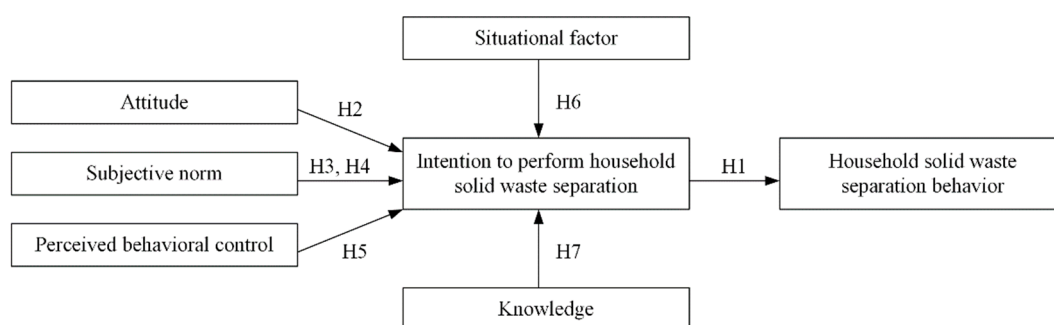 Situational factor
Attitude
H2
H6
Subjective norm
H3, H4
Intention to perform household
solid waste separation
H1
Household solid waste
separation behavior
Perceived behavioral control
H5
H7
Knowledge